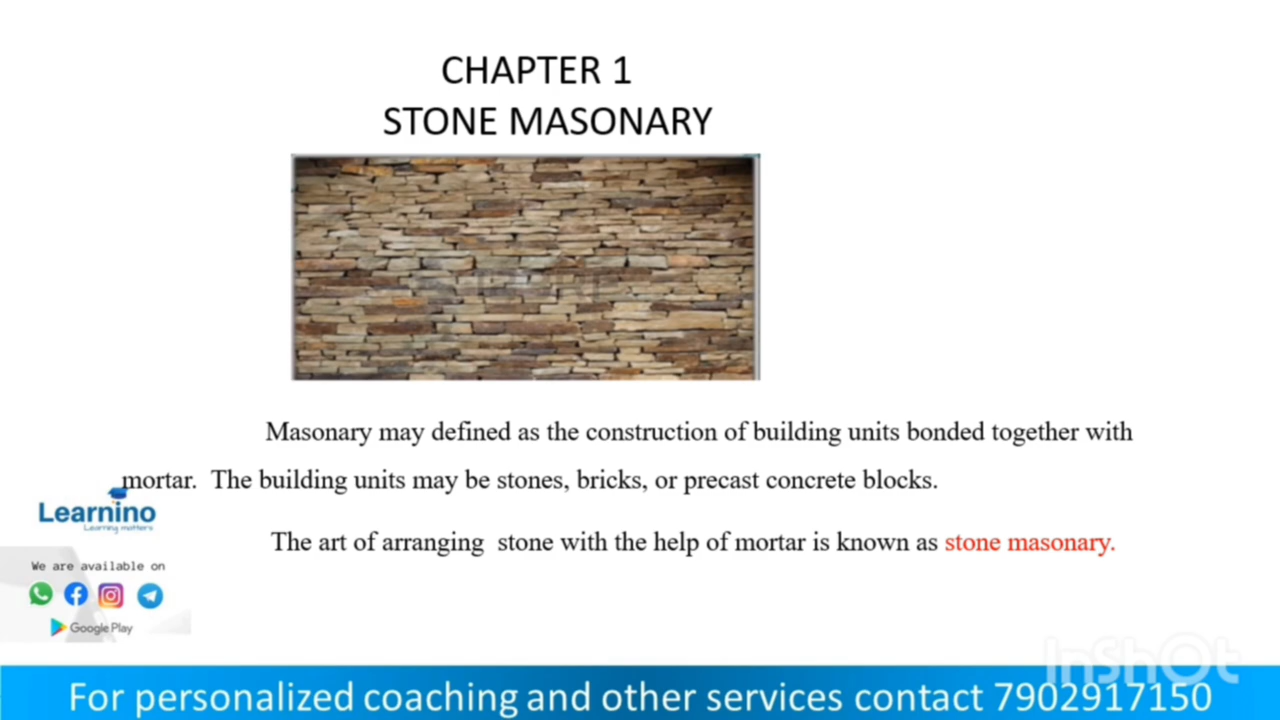 CHAPTER 1
STONE MASONARY
Masonary may defined as the construction of building units bonded together with
mortar. The building units may be stones, bricks, or precast concrete blocks.
The art of arranging stone with the help of mortar is known as stone masonary.
Learnino
Learning matters
We are available on
Google Play
InShOt
For personalized coaching and other services contact 7902917150